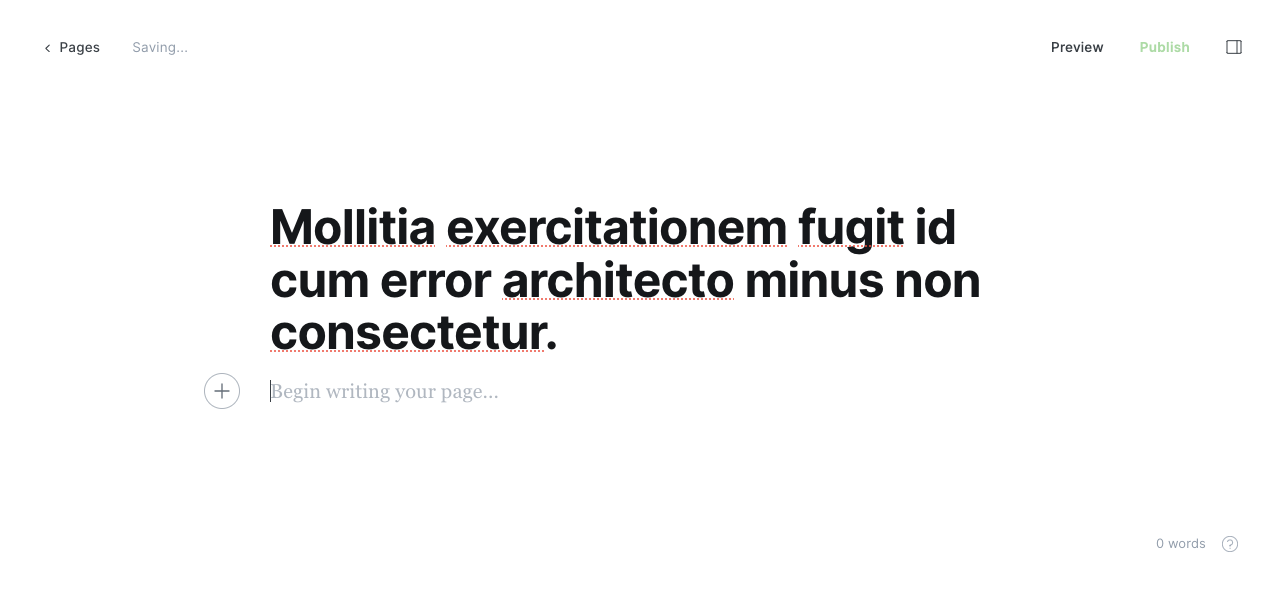 Pages
Saving...
Preview
Publish
Mollitia exercitationem fugit id
cum error architecto minus non
consectetur.
Begin writing your page...
0 words
?